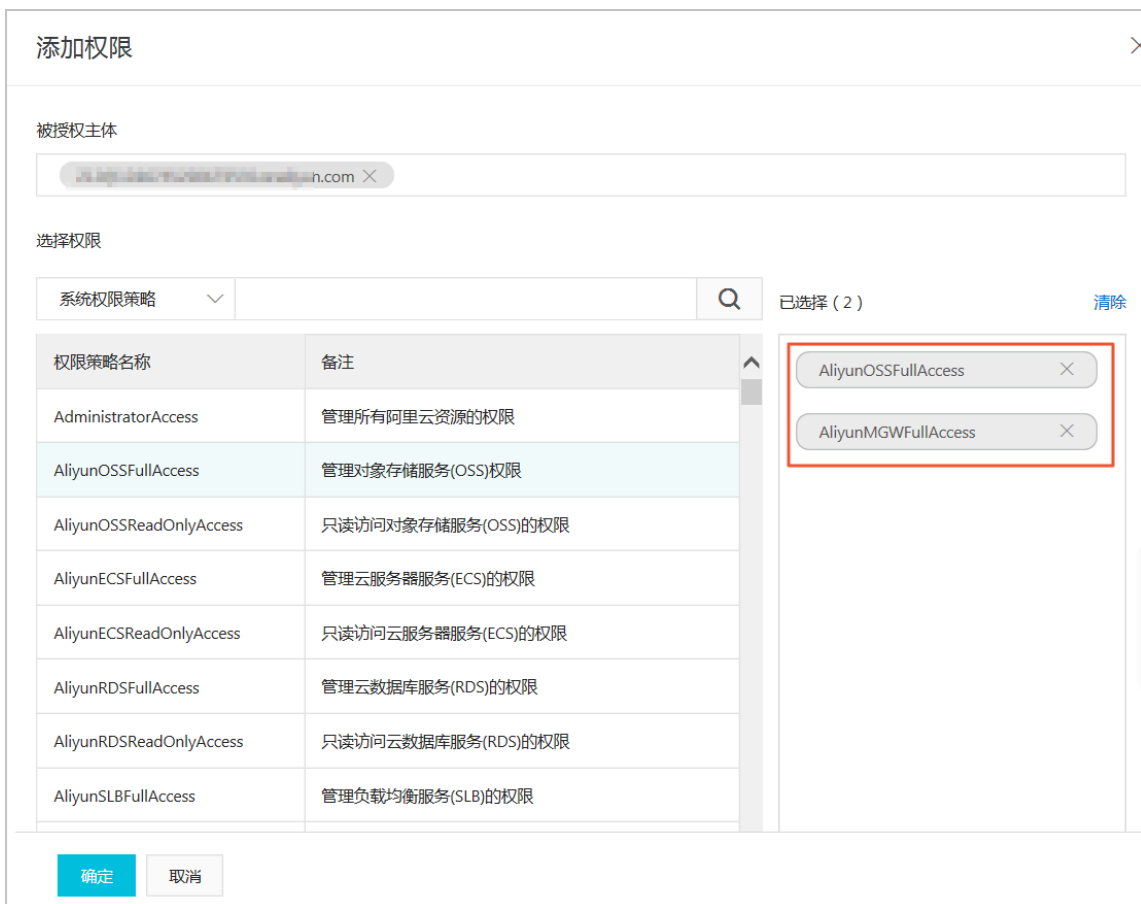 添加权限
被授权主体
n.com
选择权限
系统权限策略
已选择 ( 2 )
清除
权限策略名称 备注
AdministratorAccess 管理所有阿里云资源的权限
AliyunOSSFullAccess 管理对象存储服务(OSS)权限
AliyunOSSReadOnlyAccess 只读访问对象存储服务(OSS)的权限
AliyunECSFullAccess 管理云服务器服务(ECS)的权限
AliyunECSReadOnlyAccess 只读访问云服务器服务(ECS)的权限
AliyunRDSFullAccess 管理云数据库服务(RDS)的权限
AliyunRDSReadOnlyAccess 只读访问云数据库服务(RDS)的权限
AliyunSLBFullAccess 管理负载均衡服务(SLB)的权限
AliyunOSSFullAccess
AliyunMGWFullAccess
确定 取消